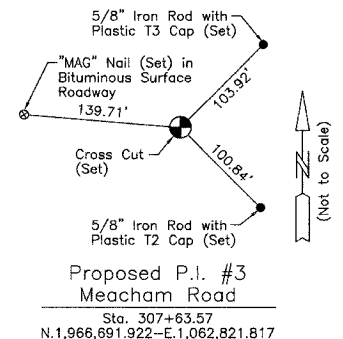 5/8" Iron Rod with
Plastic T3 Cap (Set)
"MAG" Nail (Set) in
Bituminous Surface
Roadway
103.92'
139.71'
Cross Cut
(Set)
100.84'
N
(Not to Scale)
5/8" Iron Rod with
Plastic T2 Cap (Set)
Proposed P.I. #3
Meacham Road
Sta. 307+63.57
N.1,966,691.922--E.1,062,821.817